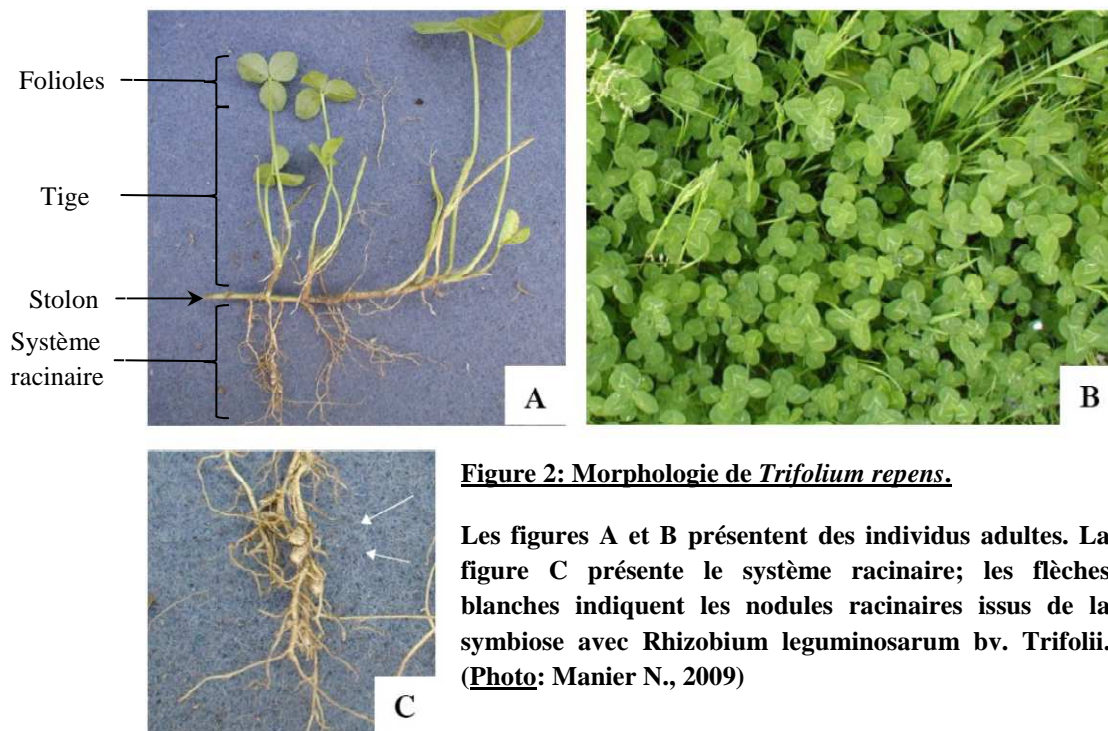 Folioles
Tige
Stolon
Système
racinaire
A
B
C
Figure 2: Morphologie de Trifolium repens.
Les figures A et B présentent des individus adultes. La
figure C présente le système racinaire; les flèches
blanches indiquent les nodules racinaires issus de la
symbiose avec Rhizobium leguminosarum bv. Trifolii.
(Photo: Manier N., 2009)